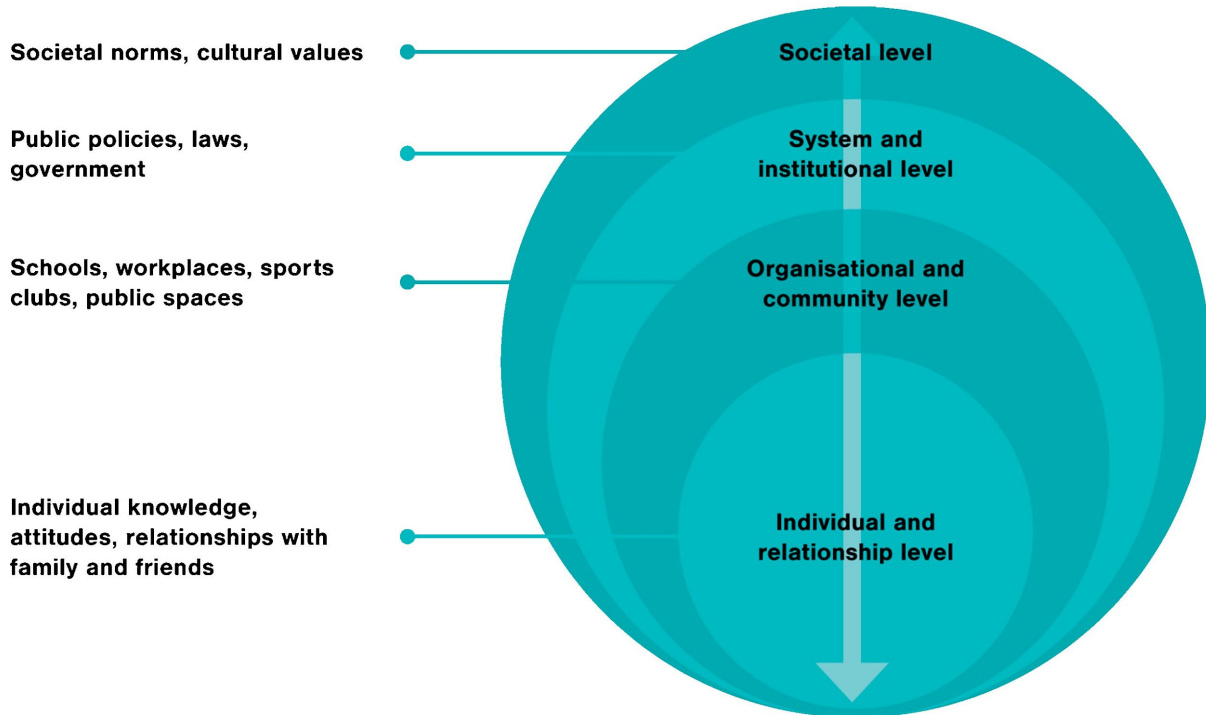 Societal norms, cultural values
Societal level
Public policies, laws,
government
System and
institutional level
Schools, workplaces, sports
clubs, public spaces
Organisational and
community level
Individual knowledge,
attitudes, relationships with
family and friends
Individual and
relationship level